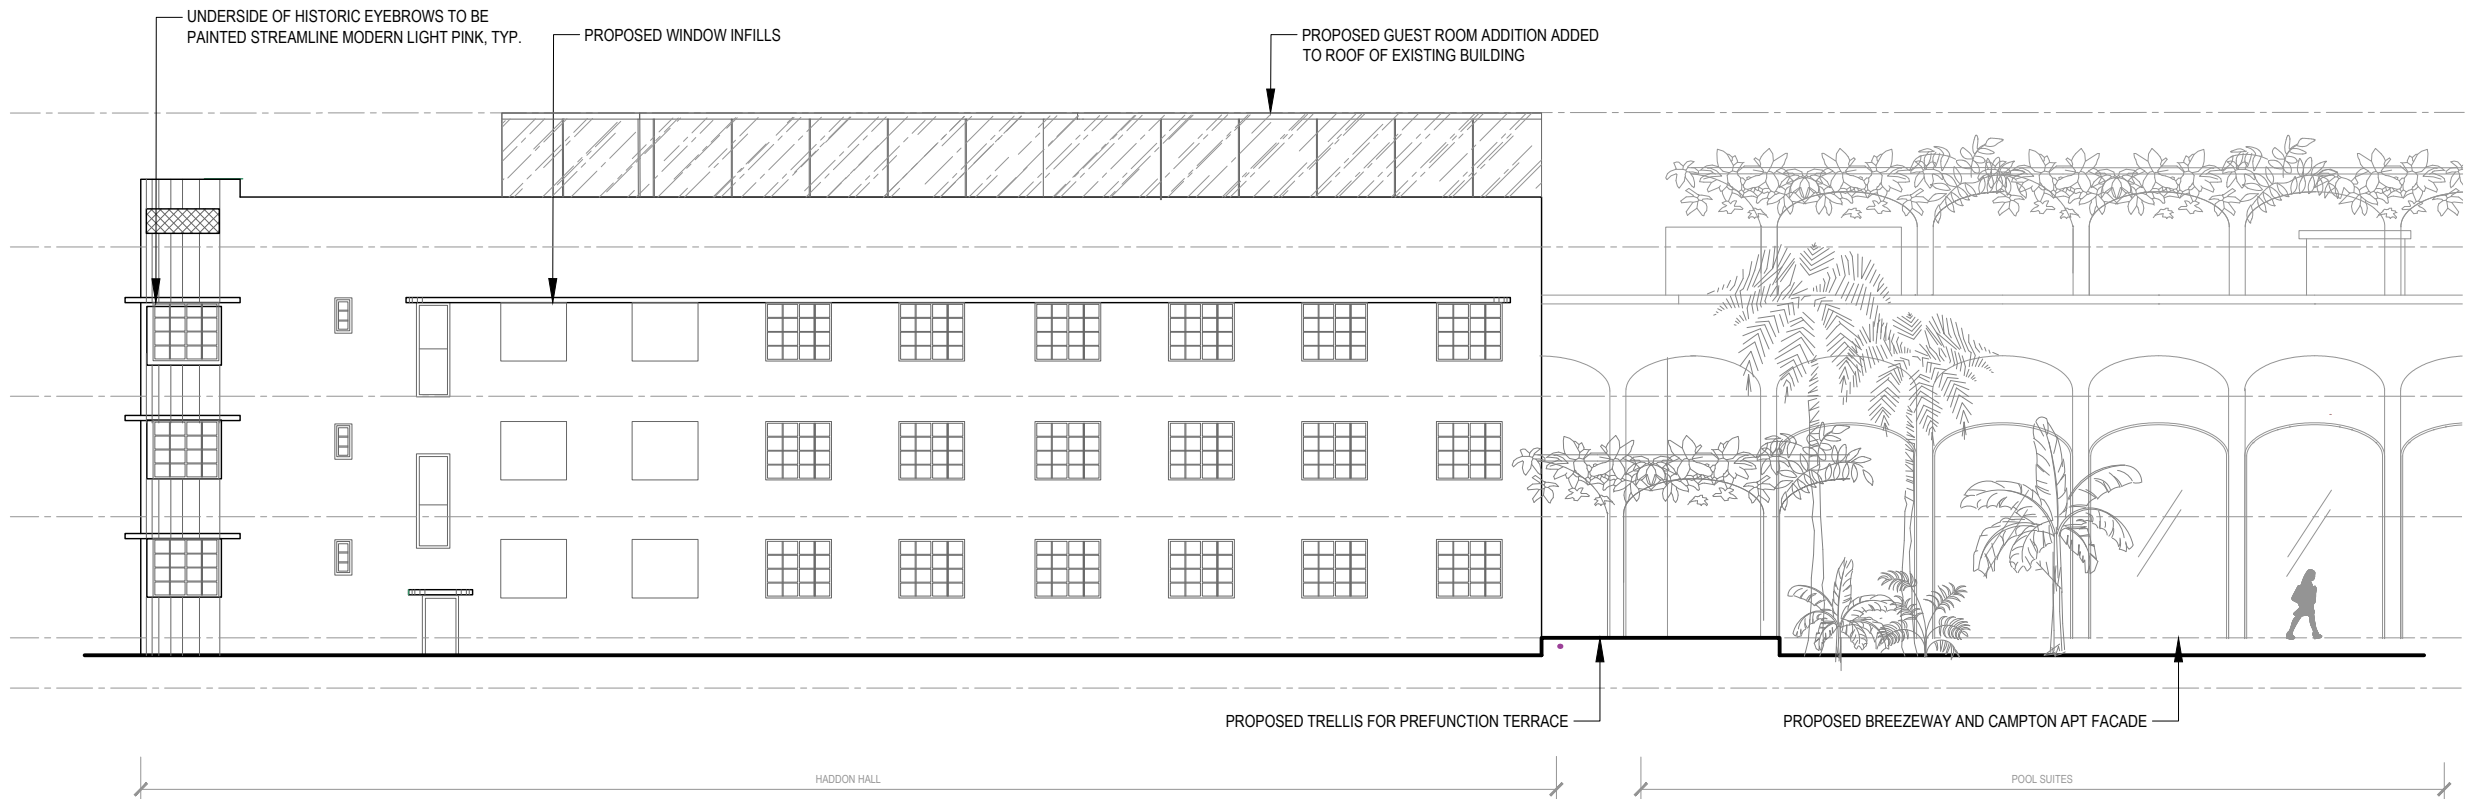 UNDERSIDE OF HISTORIC EYEBROWS TO BE
PAINTED STREAMLINE MODERN LIGHT PINK, TYP.
PROPOSED WINDOW INFILLS
PROPOSED GUEST ROOM ADDITION ADDED
TO ROOF OF EXISTING BUILDING
PROPOSED TRELLIS FOR PREFUNCTION TERRACE
PROPOSED BREEZEWAY AND CAMPTON APT FACADE
HADDON HALL
POOL SUITES